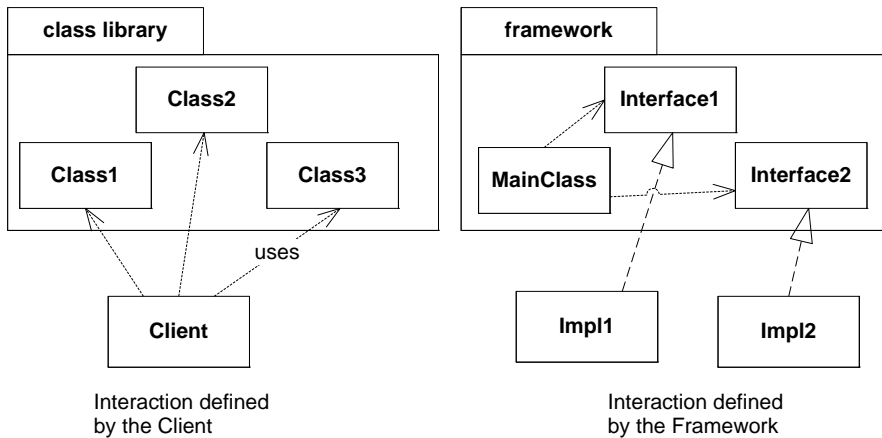 class library
Class2
Class1
Class3
uses
Client
Interaction defined
by the Client
framework
Interface1
MainClass
Interface2
Impl1
Impl2
Interaction defined
by the Framework